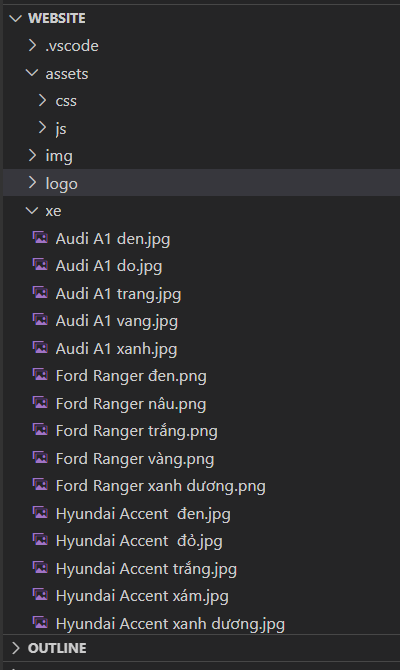 WEBSITE
.vscode
assets
css
js
img
logo
xe
Audi A1 den.jpg
Audi A1 do.jpg
Audi A1 trang.jpg
Audi A1 vang.jpg
Audi A1 xanh.jpg
Ford Ranger đen.png
Ford Ranger nâu.png
Ford Ranger trắng.png
Ford Ranger vàng.png
Ford Ranger xanh dương.png
Hyundai Accent  đen.jpg
Hyundai Accent  đỏ.jpg
Hyundai Accent trắng.jpg
Hyundai Accent xám.jpg
Hyundai Accent xanh dương.jpg
OUTLINE